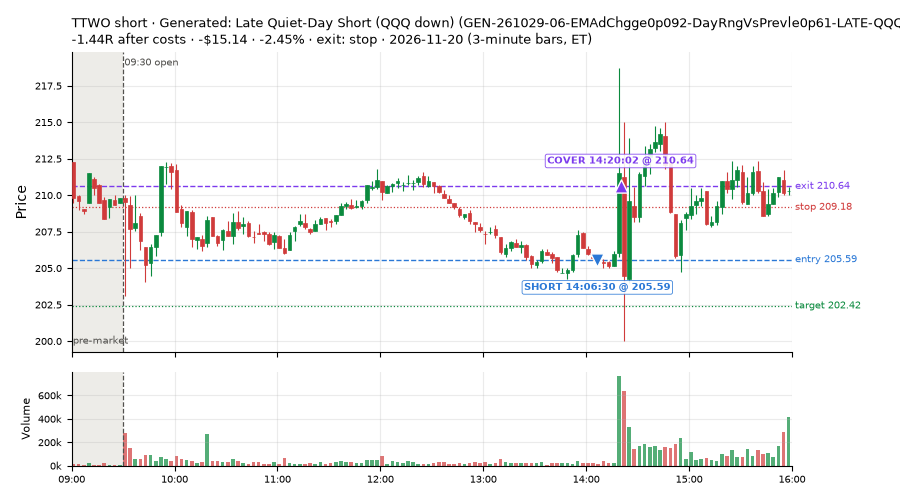 TTWO short · Generated: Late Quiet-Day Short (QQQ down) (GEN-261029-06-EMAdChgge0p092-DayRngVsPrevle0p61-LATE-QQQ
-1.44R after costs · -$15.14 · -2.45% · exit: stop · 2026-11-20 (3-minute bars, ET)
09:30 open
217.5
215.0
212.5
210.0
207.5
205.0
202.5
200.0
Price
COVER 14:20:02 @ 210.64
exit 210.64
stop 209.18
entry 205.59
SHORT 14:06:30 @ 205.59
target 202.42
pre-market
600k
400k
200k
0k
Volume
09:00
10:00
11:00
12:00
13:00
14:00
15:00
16:00